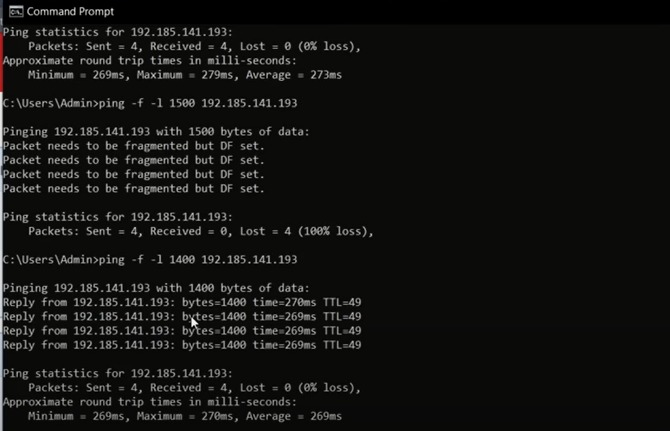 Command Prompt
Ping statistics for 192.185.141.193:
Packets: Sent = 4, Received = 4, Lost = 0 (0% loss),
Approximate round trip times in milli-seconds:
Minimum = 269ms, Maximum = 279ms, Average = 273ms
C:\Users\Admin>ping -f -l 1500 192.185.141.193
Pinging 192.185.141.193 with 1500 bytes of data:
Packet needs to be fragmented but DF set.
Packet needs to be fragmented but DF set.
Packet needs to be fragmented but DF set.
Packet needs to be fragmented but DF set.
Ping statistics for 192.185.141.193:
Packets: Sent = 4, Received = 0, Lost = 4 (100% loss),
C:\Users\Admin>ping -f -l 1400 192.185.141.193
Pinging 192.185.141.193 with 1400 bytes of data:
Reply from 192.185.141.193: bytes=1400 time=270ms TTL=49
Reply from 192.185.141.193: bytes=1400 time=269ms TTL=49
Reply from 192.185.141.193: bytes=1400 time=269ms TTL=49
Reply from 192.185.141.193: bytes=1400 time=269ms TTL=49
Ping statistics for 192.185.141.193:
Packets: Sent = 4, Received = 4, Lost = 0 (0% loss),
Approximate round trip times in milli-seconds:
Minimum = 269ms, Maximum = 270ms, Average = 269ms